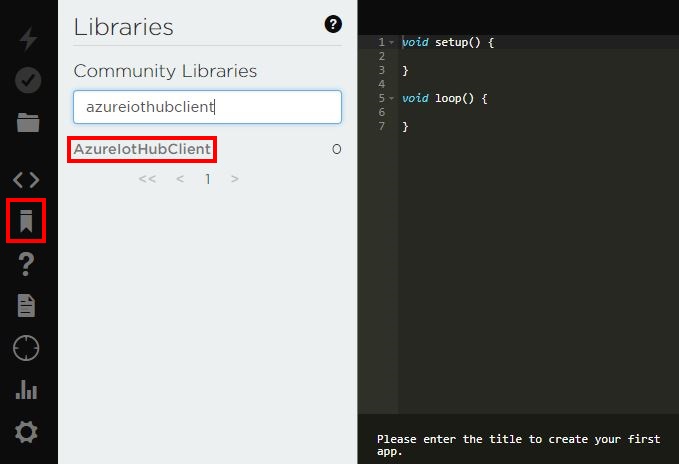 Libraries
?
Community Libraries
azureiothubclient
AzureIotHubClient 0
<< < 1 >
?
1 void setup() {
2
3 }
4
5 void loop() {
6
7 }
Please enter the title to create your first
app.